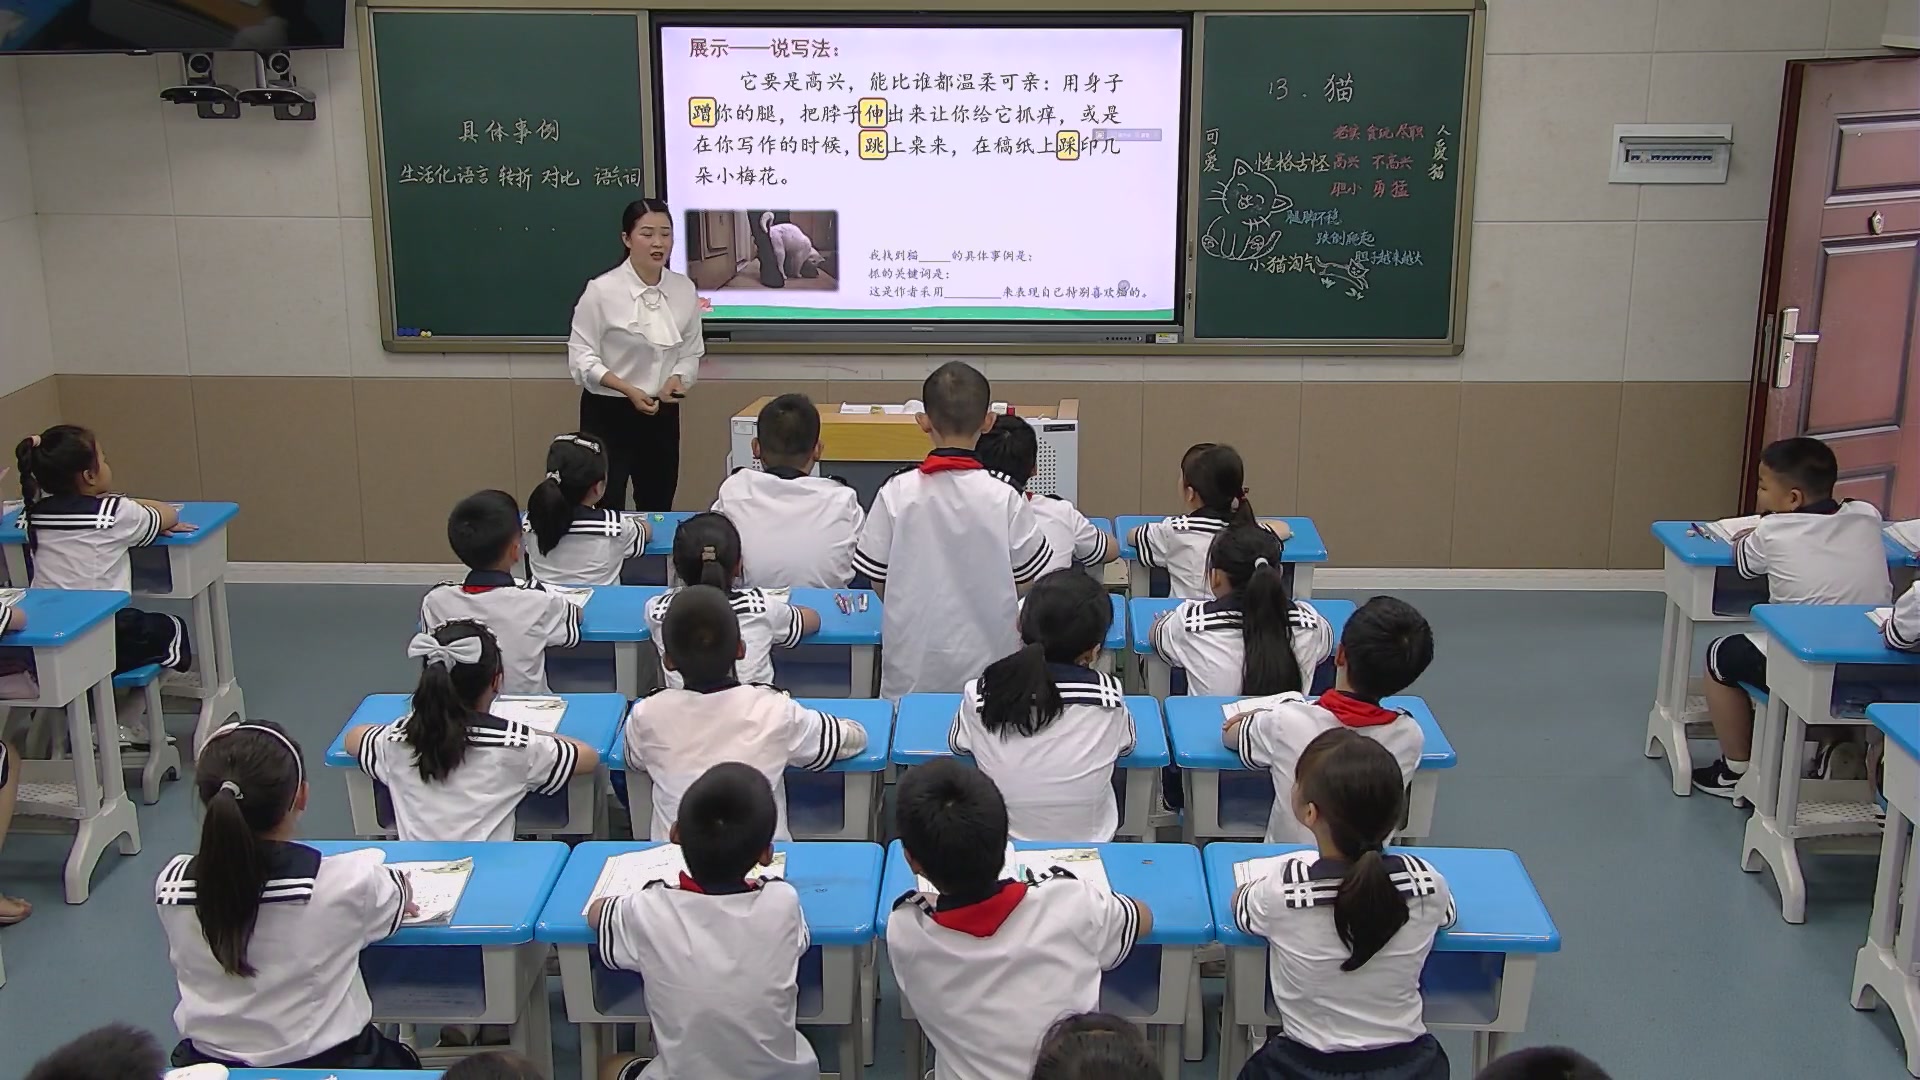 具体事例
生活化语言 转折 对比 语气词
展示——说写法：
它要是高兴，能比谁都温柔可亲：用身子
蹭你的腿，把脖子伸出来让你给它抓痒，或是
在你写作的时候，跳上桌来，在稿纸上踩印几
朵小梅花。
我找到猫_____的具体事例是：
抓的关键词是：
这是作者采用_________来表现自己特别喜欢猫的。
13. 猫
可爱
人爱猫
老实 贪玩 尽职
性格古怪 高兴 不高兴
胆小 勇猛
腿脚不稳
跌倒爬起
小猫淘气 胆子越来越大